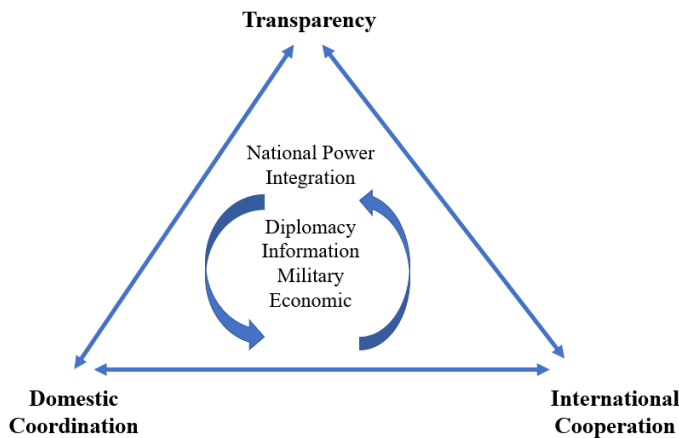 Transparency
National Power
Integration
Diplomacy
Information
Military
Economic
Domestic
Coordination
International
Cooperation